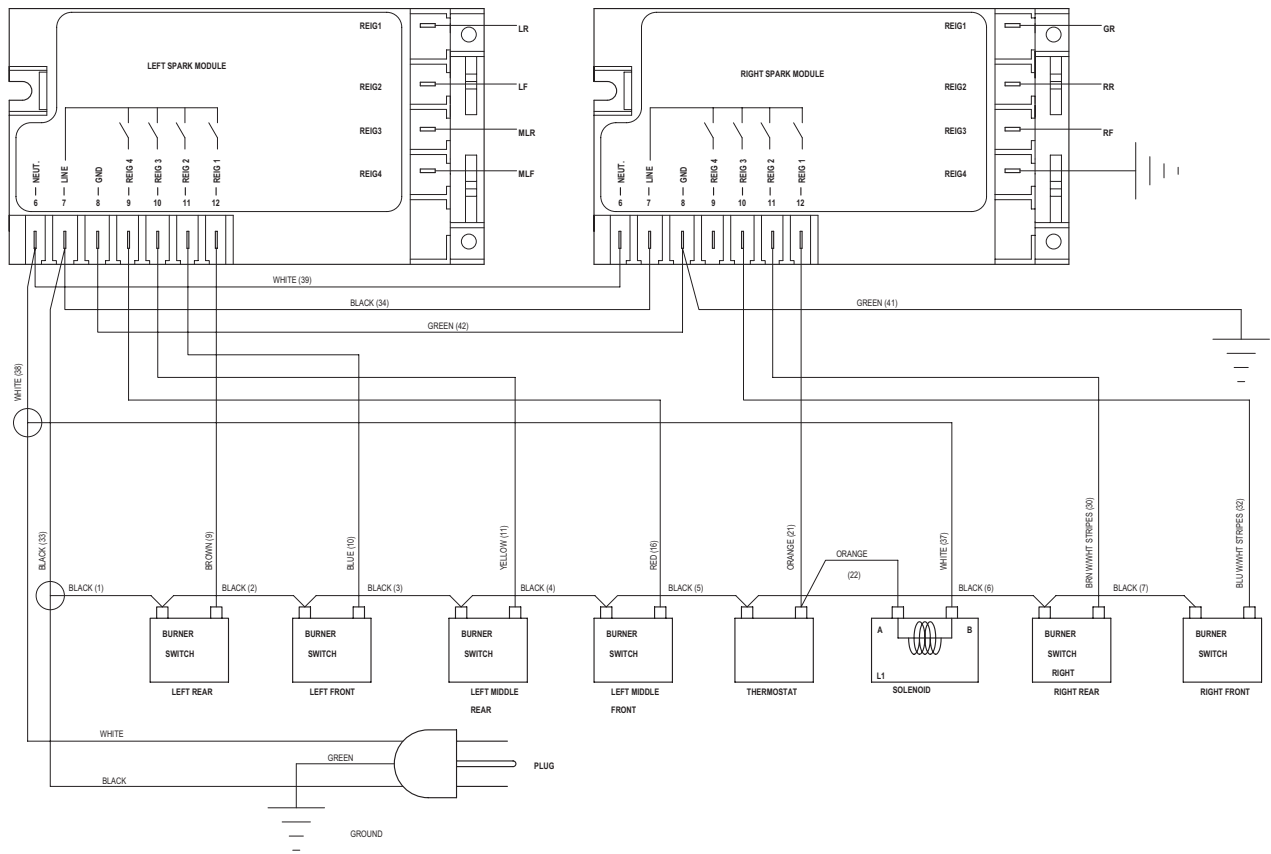 REIG1
LR
LEFT SPARK MODULE
REIG2
LF
REIG3
MLR
REIG4
MLF
NEUT.
LINE
GND
REIG 4
REIG 3
REIG 2
REIG 1
6
7
8
9
10
11
12
REIG1
GR
RIGHT SPARK MODULE
REIG2
RR
REIG3
RF
REIG4
NEUT.
LINE
GND
REIG 4
REIG 3
REIG 2
REIG 1
6
7
8
9
10
11
12
WHITE (39)
BLACK (34)
GREEN (41)
GREEN (42)
WHITE (38)
BLACK (33)
BROWN (9)
BLUE (10)
YELLOW (11)
RED (16)
ORANGE (21)
ORANGE
(22)
WHITE (37)
BRN W/WHT STRIPES (30)
BLU W/WHT STRIPES (32)
BLACK (1)
BLACK (2)
BLACK (3)
BLACK (4)
BLACK (5)
BLACK (6)
BLACK (7)
BURNER
SWITCH
LEFT REAR
BURNER
SWITCH
LEFT FRONT
BURNER
SWITCH
LEFT MIDDLE
REAR
BURNER
SWITCH
LEFT MIDDLE
FRONT
THERMOSTAT
A
B
L1
SOLENOID
BURNER
SWITCH
RIGHT
RIGHT REAR
BURNER
SWITCH
RIGHT FRONT
WHITE
GREEN
PLUG
BLACK
GROUND